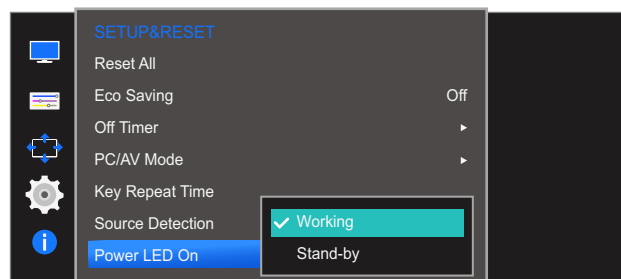 SETUP&RESET
Reset All
Eco Saving Off
Off Timer
PC/AV Mode
Key Repeat Time
Source Detection Working
Power LED On Stand-by